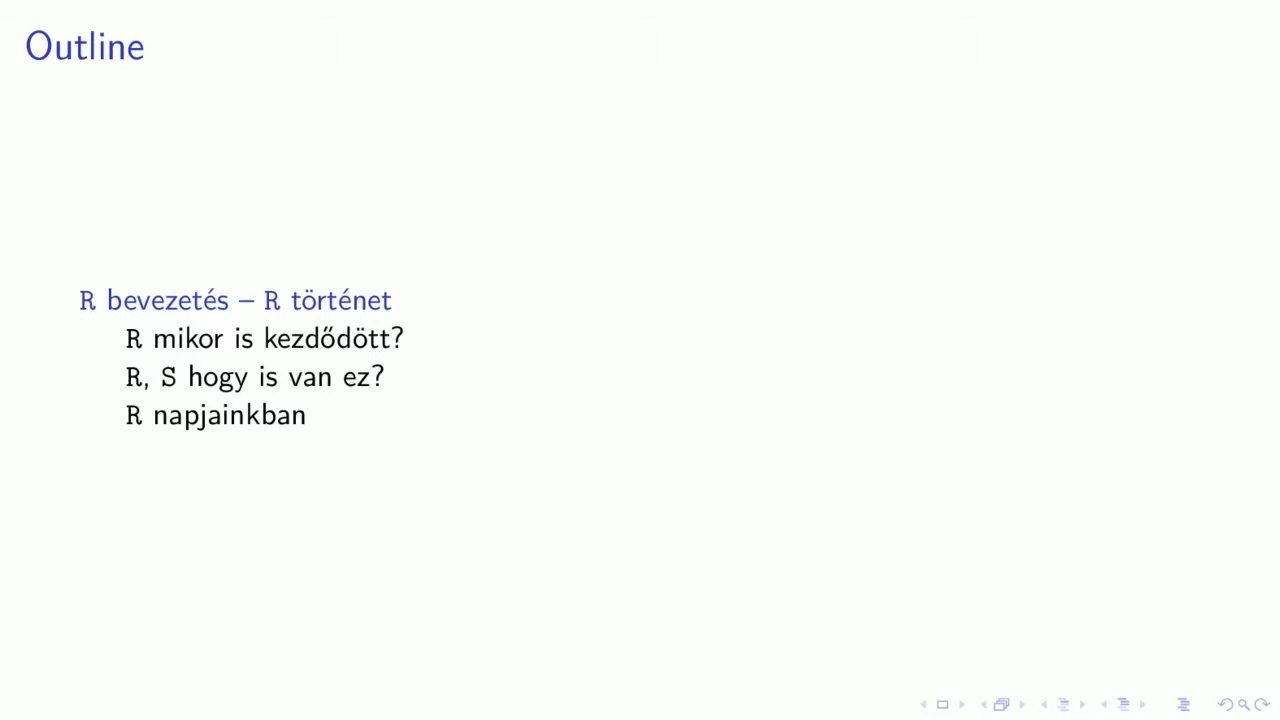 Outline
R bevezetés – R történet
R mikor is kezdődött?
R, S hogy is van ez?
R napjainkban